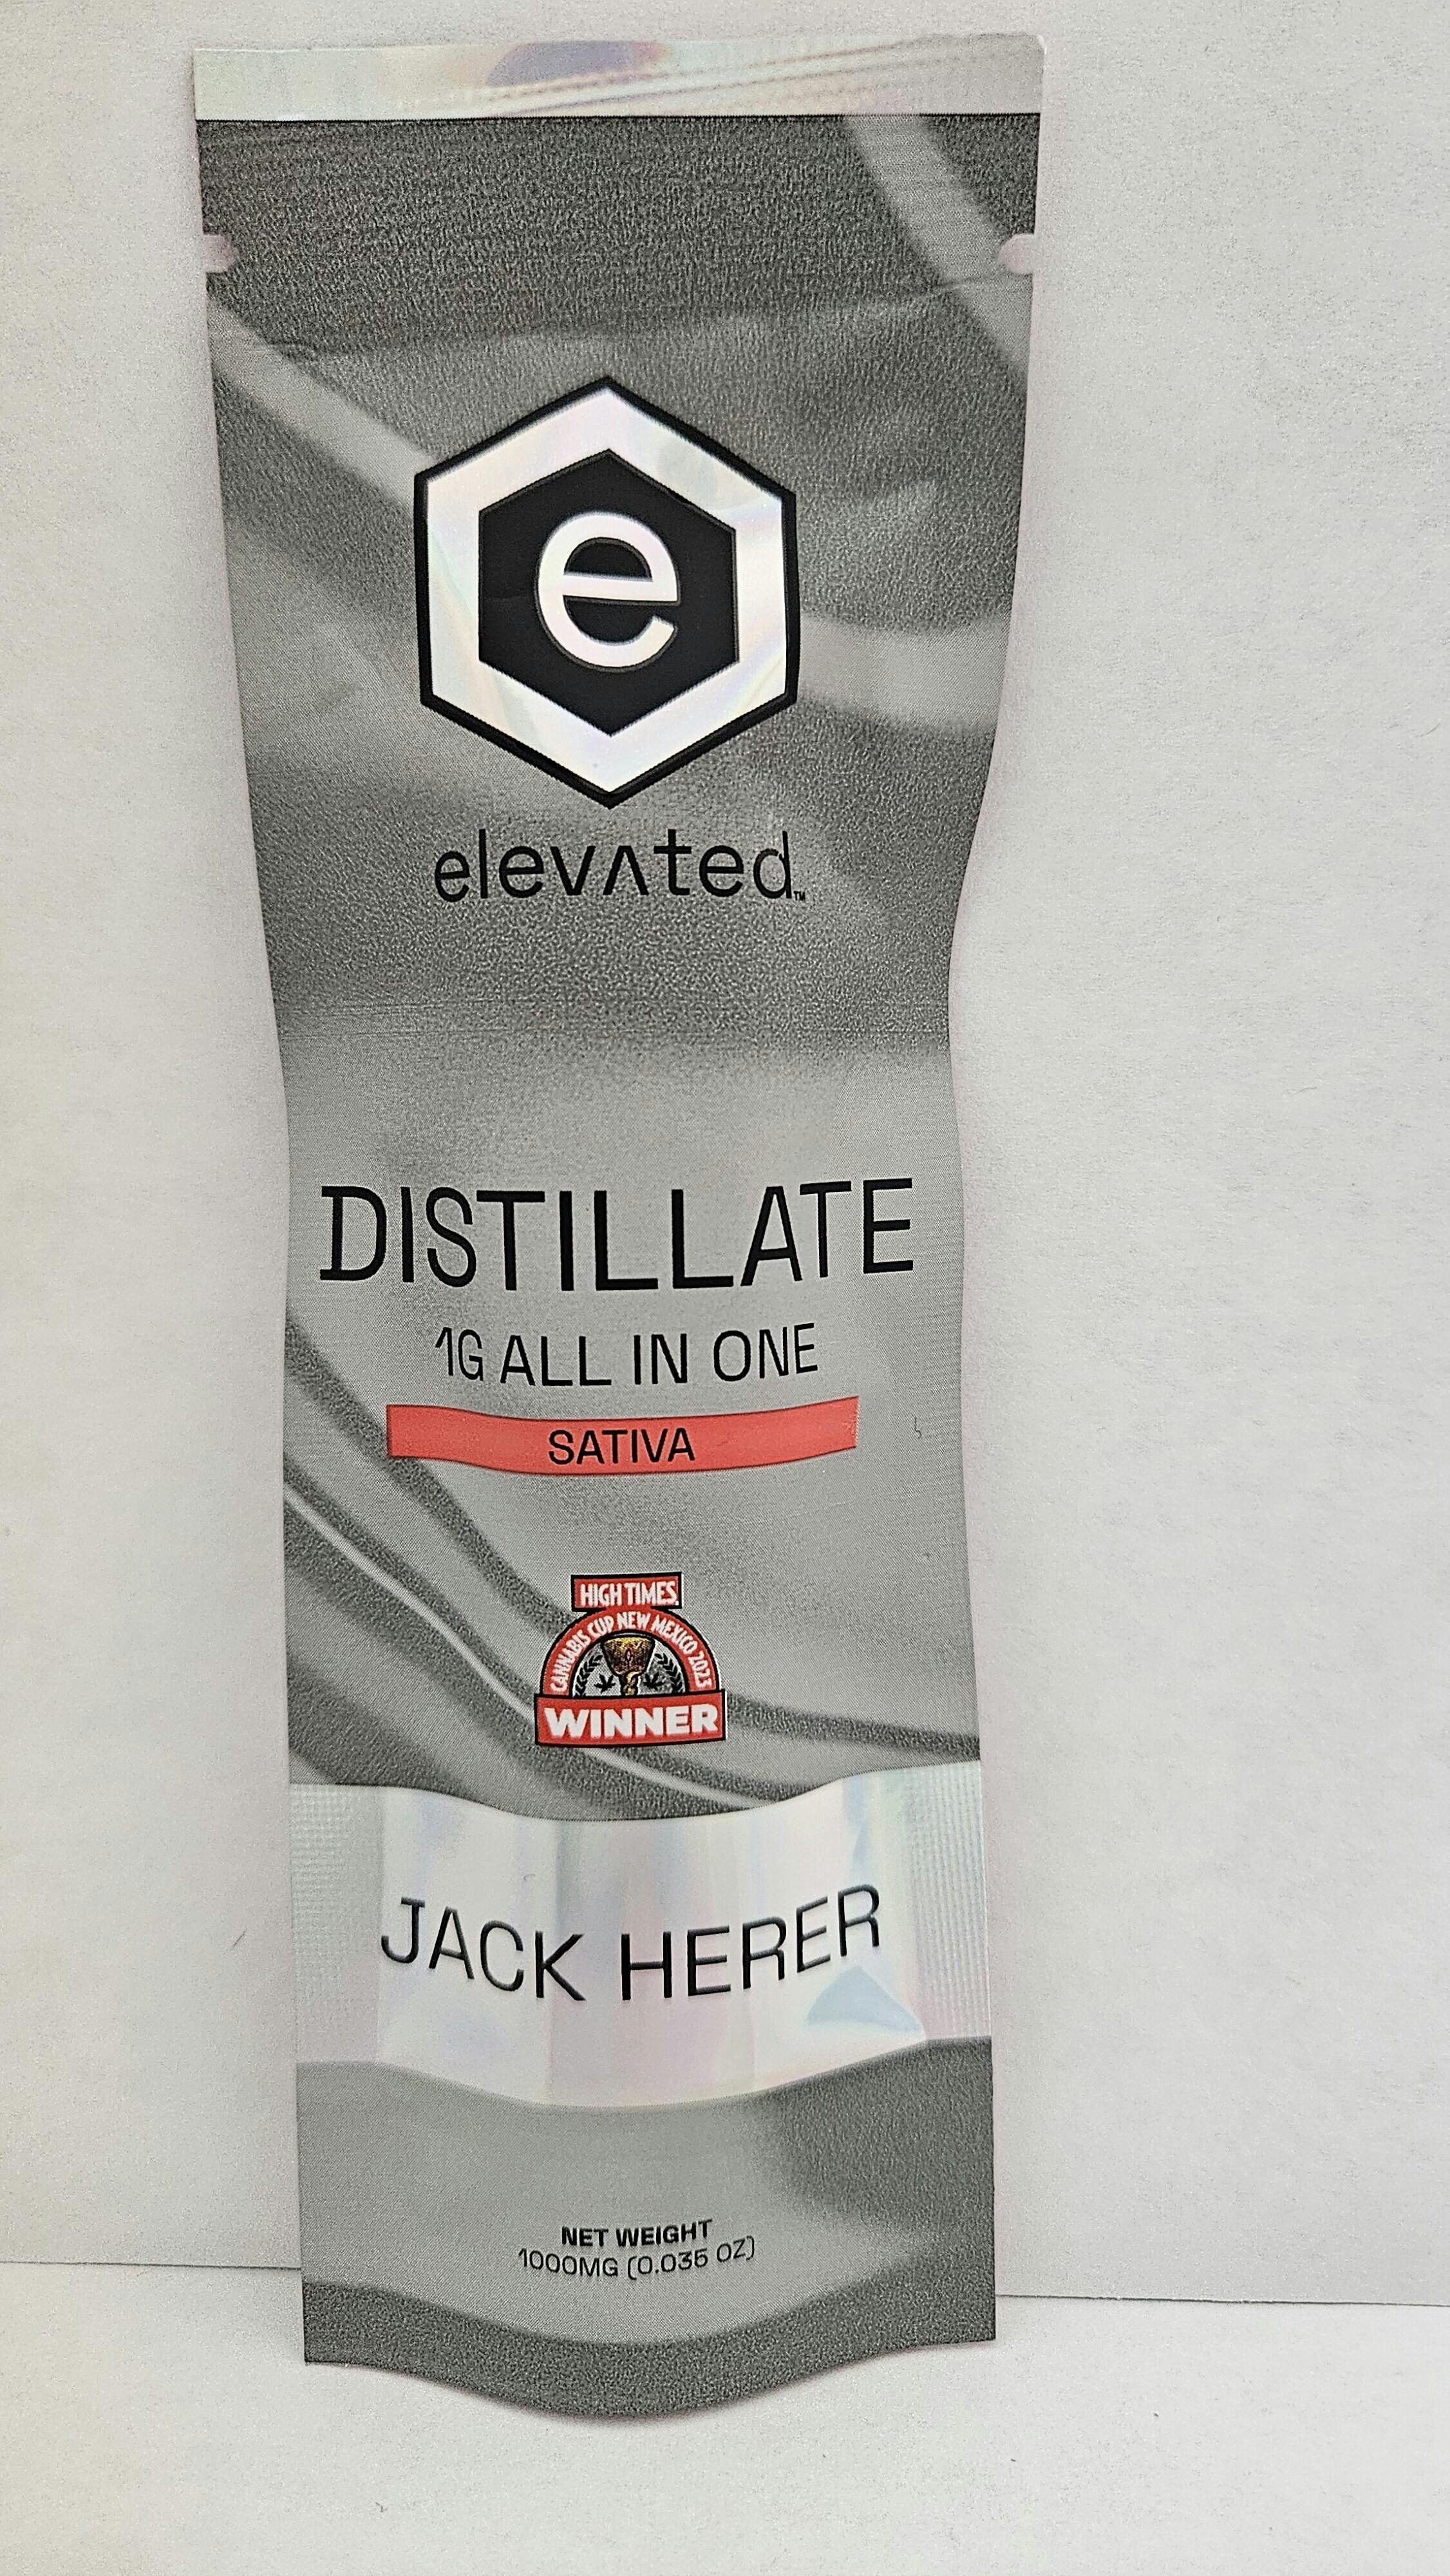 e
elevated™
DISTILLATE
1G ALL IN ONE
SATIVA
HIGH TIMES
CANNABIS CUP NEW MEXICO 2023
WINNER
JACK HERER
NET WEIGHT
1000MG (0.035 OZ)